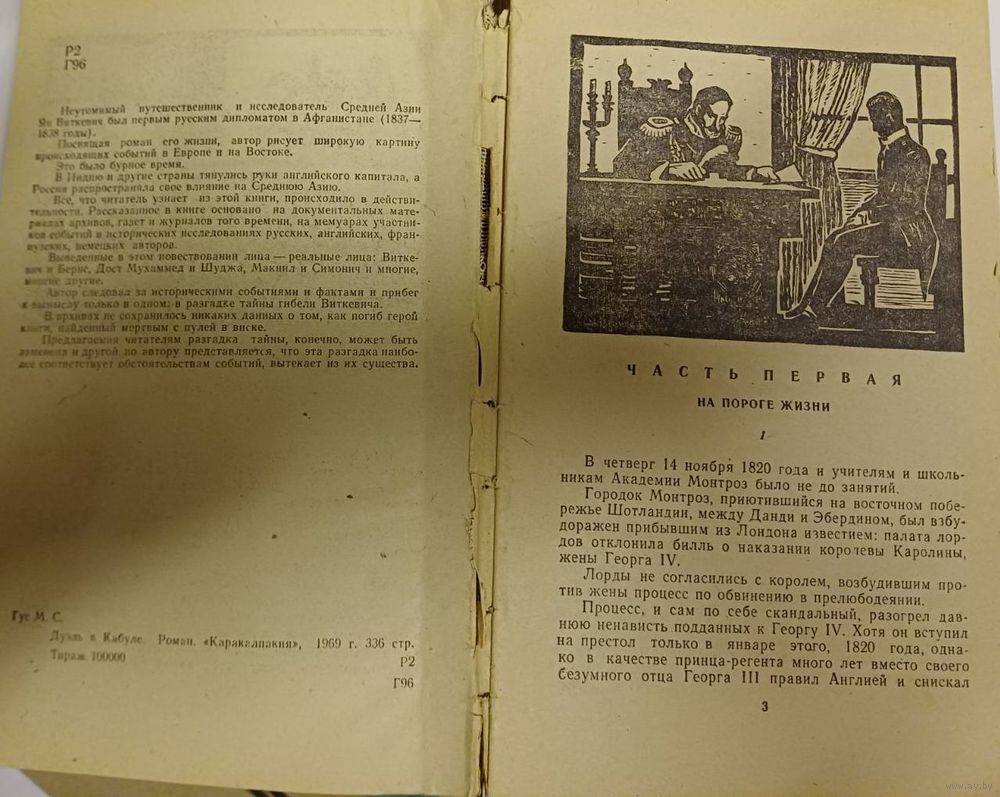 Р2
Г96
Неутомимый путешественник и исследователь Средней Азии
Ян Виткевич был первым русским дипломатом в Афганистане (1837—
1838 годы).
Посвящая роман его жизни, автор рисует широкую картину
происходящих событий в Европе и на Востоке.
Это было бурное время.
В Индию и другие страны тянулись руки английского капитала, а
Россия распространяла свое влияние на Среднюю Азию.
Все, что читатель узнает из этой книги, происходило в действи-
тельности. Рассказанное в книге основано на документальных мате-
риалах архивов, газет и журналов того времени, на мемуарах участни-
ков событий и исторических исследованиях русских, английских, фран-
цузских, немецких авторов.
Выведенные в этом повествовании лица — реальные лица: Витке-
вич и Бернс, Дост Мухаммед и Шуджа, Макнил и Симонич и многие,
многие другие.
Автор следовал за историческими событиями и фактами и прибег
к вымыслу только в одном: в разгадке тайны гибели Виткевича.
В архивах не сохранилось никаких данных о том, как погиб герой
книги, найденный мертвым с пулей в виске.
Предлагаемая читателям разгадка тайны, конечно, может быть
заменена и другой, но автору представляется, что эта разгадка наибо-
лее соответствует обстоятельствам событий, вытекает из их существа.
Гус М. С.
Дуэль в Кабуле. Роман. «Каракалпакия», 1969 г. 336 стр.
Тираж 100000
Р2
Г96
ЧАСТЬ ПЕРВАЯ
НА ПОРОГЕ ЖИЗНИ
1
В четверг 14 ноября 1820 года и учителям и школь-
никам Академии Монтроз было не до занятий.
Городок Монтроз, приютившийся на восточном побе-
режье Шотландии, между Данди и Эбердином, был взбу-
доражен прибывшим из Лондона известием: палата лор-
дов отклонила билль о наказании королевы Каролины,
жены Георга IV.
Лорды не согласились с королем, возбудившим про-
тив жены процесс по обвинению в прелюбодеянии.
Процесс, и сам по себе скандальный, разогрел дав-
нюю ненависть подданных к Георгу IV. Хотя он вступил
на престол только в январе этого, 1820 года, одна-
ко в качестве принца-регента много лет вместо своего
безумного отца Георга III правил Англией и снискал
3
www.ay.by